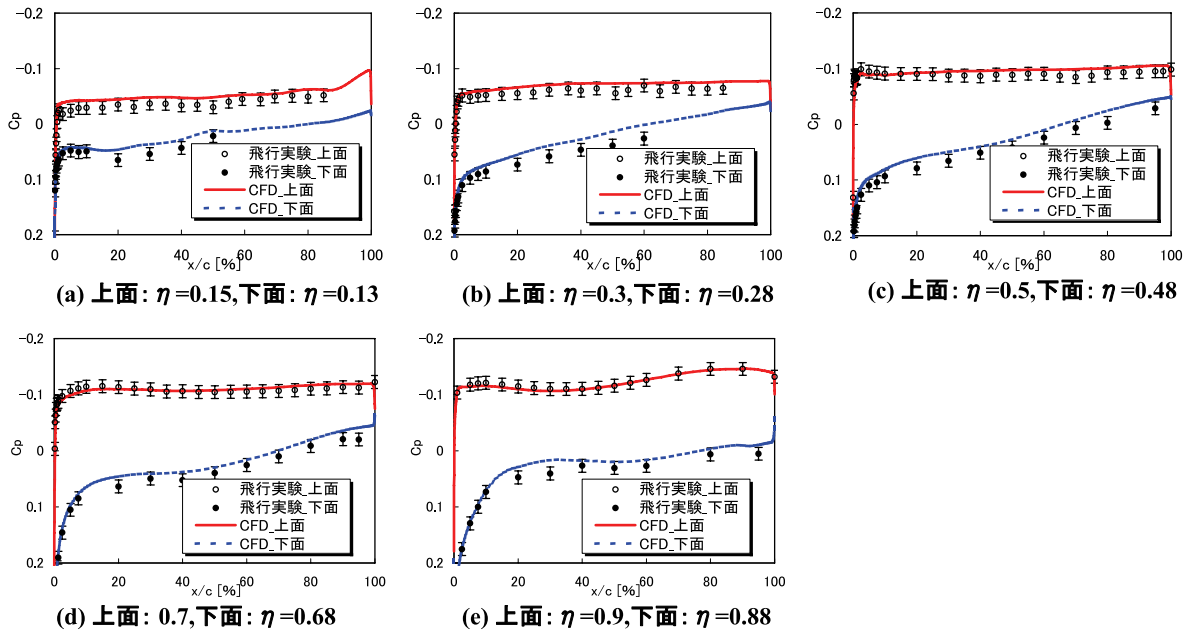 -0.2
-0.1
0
0.1
0.2
Cp
0 20 40 60 80 100
x/c [%]
飛行実験_上面
飛行実験_下面
CFD_上面
CFD_下面
(a) 上面: η =0.15,下面: η =0.13
-0.2
-0.1
0
0.1
0.2
Cp
0 20 40 60 80 100
x/c [%]
飛行実験_上面
飛行実験_下面
CFD_上面
CFD_下面
(b) 上面: η =0.3,下面: η =0.28
-0.2
-0.1
0
0.1
0.2
Cp
0 20 40 60 80 100
x/c [%]
飛行実験_上面
飛行実験_下面
CFD_上面
CFD_下面
(c) 上面: η =0.5,下面: η =0.48
-0.2
-0.1
0
0.1
0.2
Cp
0 20 40 60 80 100
x/c [%]
飛行実験_上面
飛行実験_下面
CFD_上面
CFD_下面
(d) 上面: 0.7,下面: η =0.68
-0.2
-0.1
0
0.1
0.2
Cp
0 20 40 60 80 100
x/c [%]
飛行実験_上面
飛行実験_下面
CFD_上面
CFD_下面
(e) 上面: η =0.9,下面: η =0.88